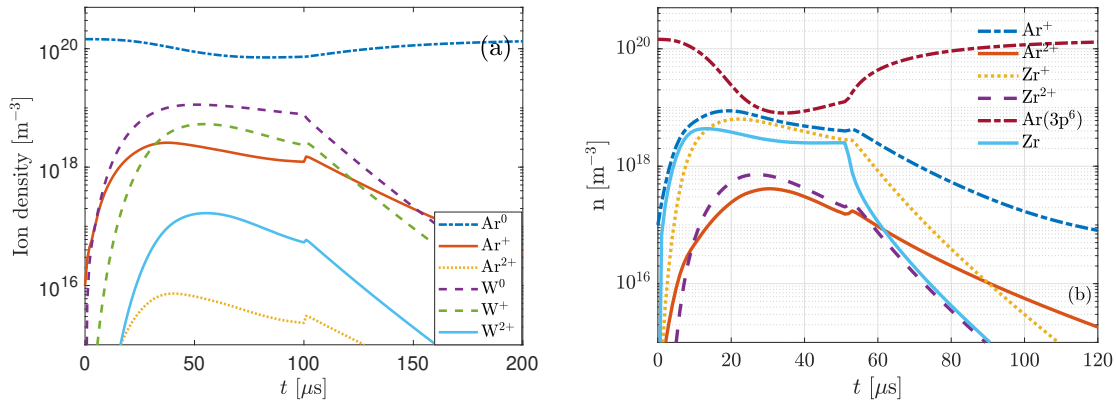 Ion density [m⁻³]
10²⁰
10¹⁸
10¹⁶
(a)
Ar⁰
Ar⁺
Ar²⁺
W⁰
W⁺
W²⁺
0 50 100 150 200
t [μs]
n [m⁻³]
10²⁰
10¹⁸
10¹⁶
Ar⁺
Ar²⁺
Zr⁺
Zr²⁺
Ar(3p⁶)
Zr
(b)
0 20 40 60 80 100 120
t [μs]